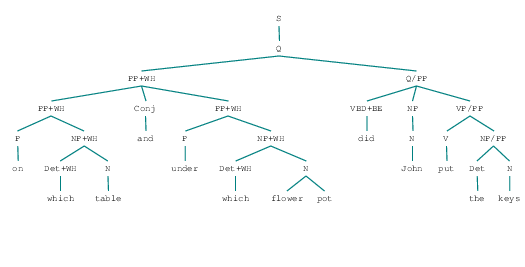 S
Q
PP+WH Q/PP
PP+WH Conj PP+WH VBD+BE NP VP/PP
P NP+WH and P NP+WH did N V NP/PP
on Det+WH N under Det+WH N John put Det N
which table which flower pot the keys